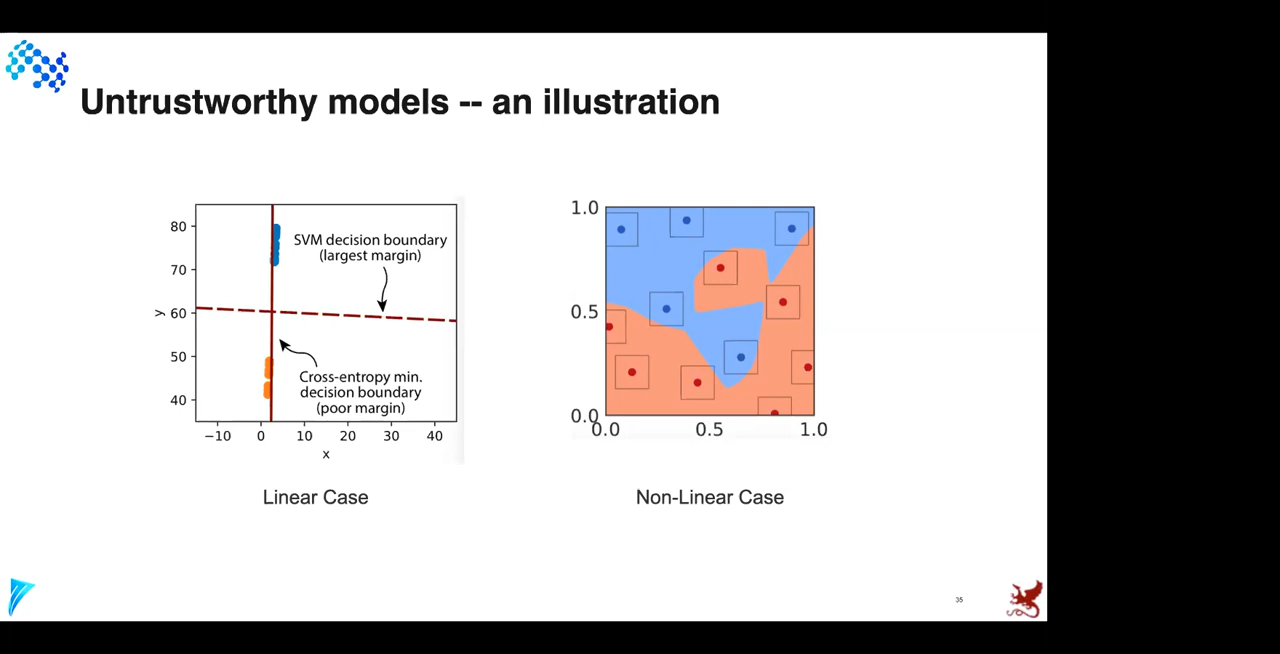 Untrustworthy models -- an illustration
80
70
60
50
40
y
−10
0
10
20
30
40
x
SVM decision boundary
(largest margin)
Cross-entropy min.
decision boundary
(poor margin)
Linear Case
1.0
0.5
0.0
0.0
0.5
1.0
Non-Linear Case
35